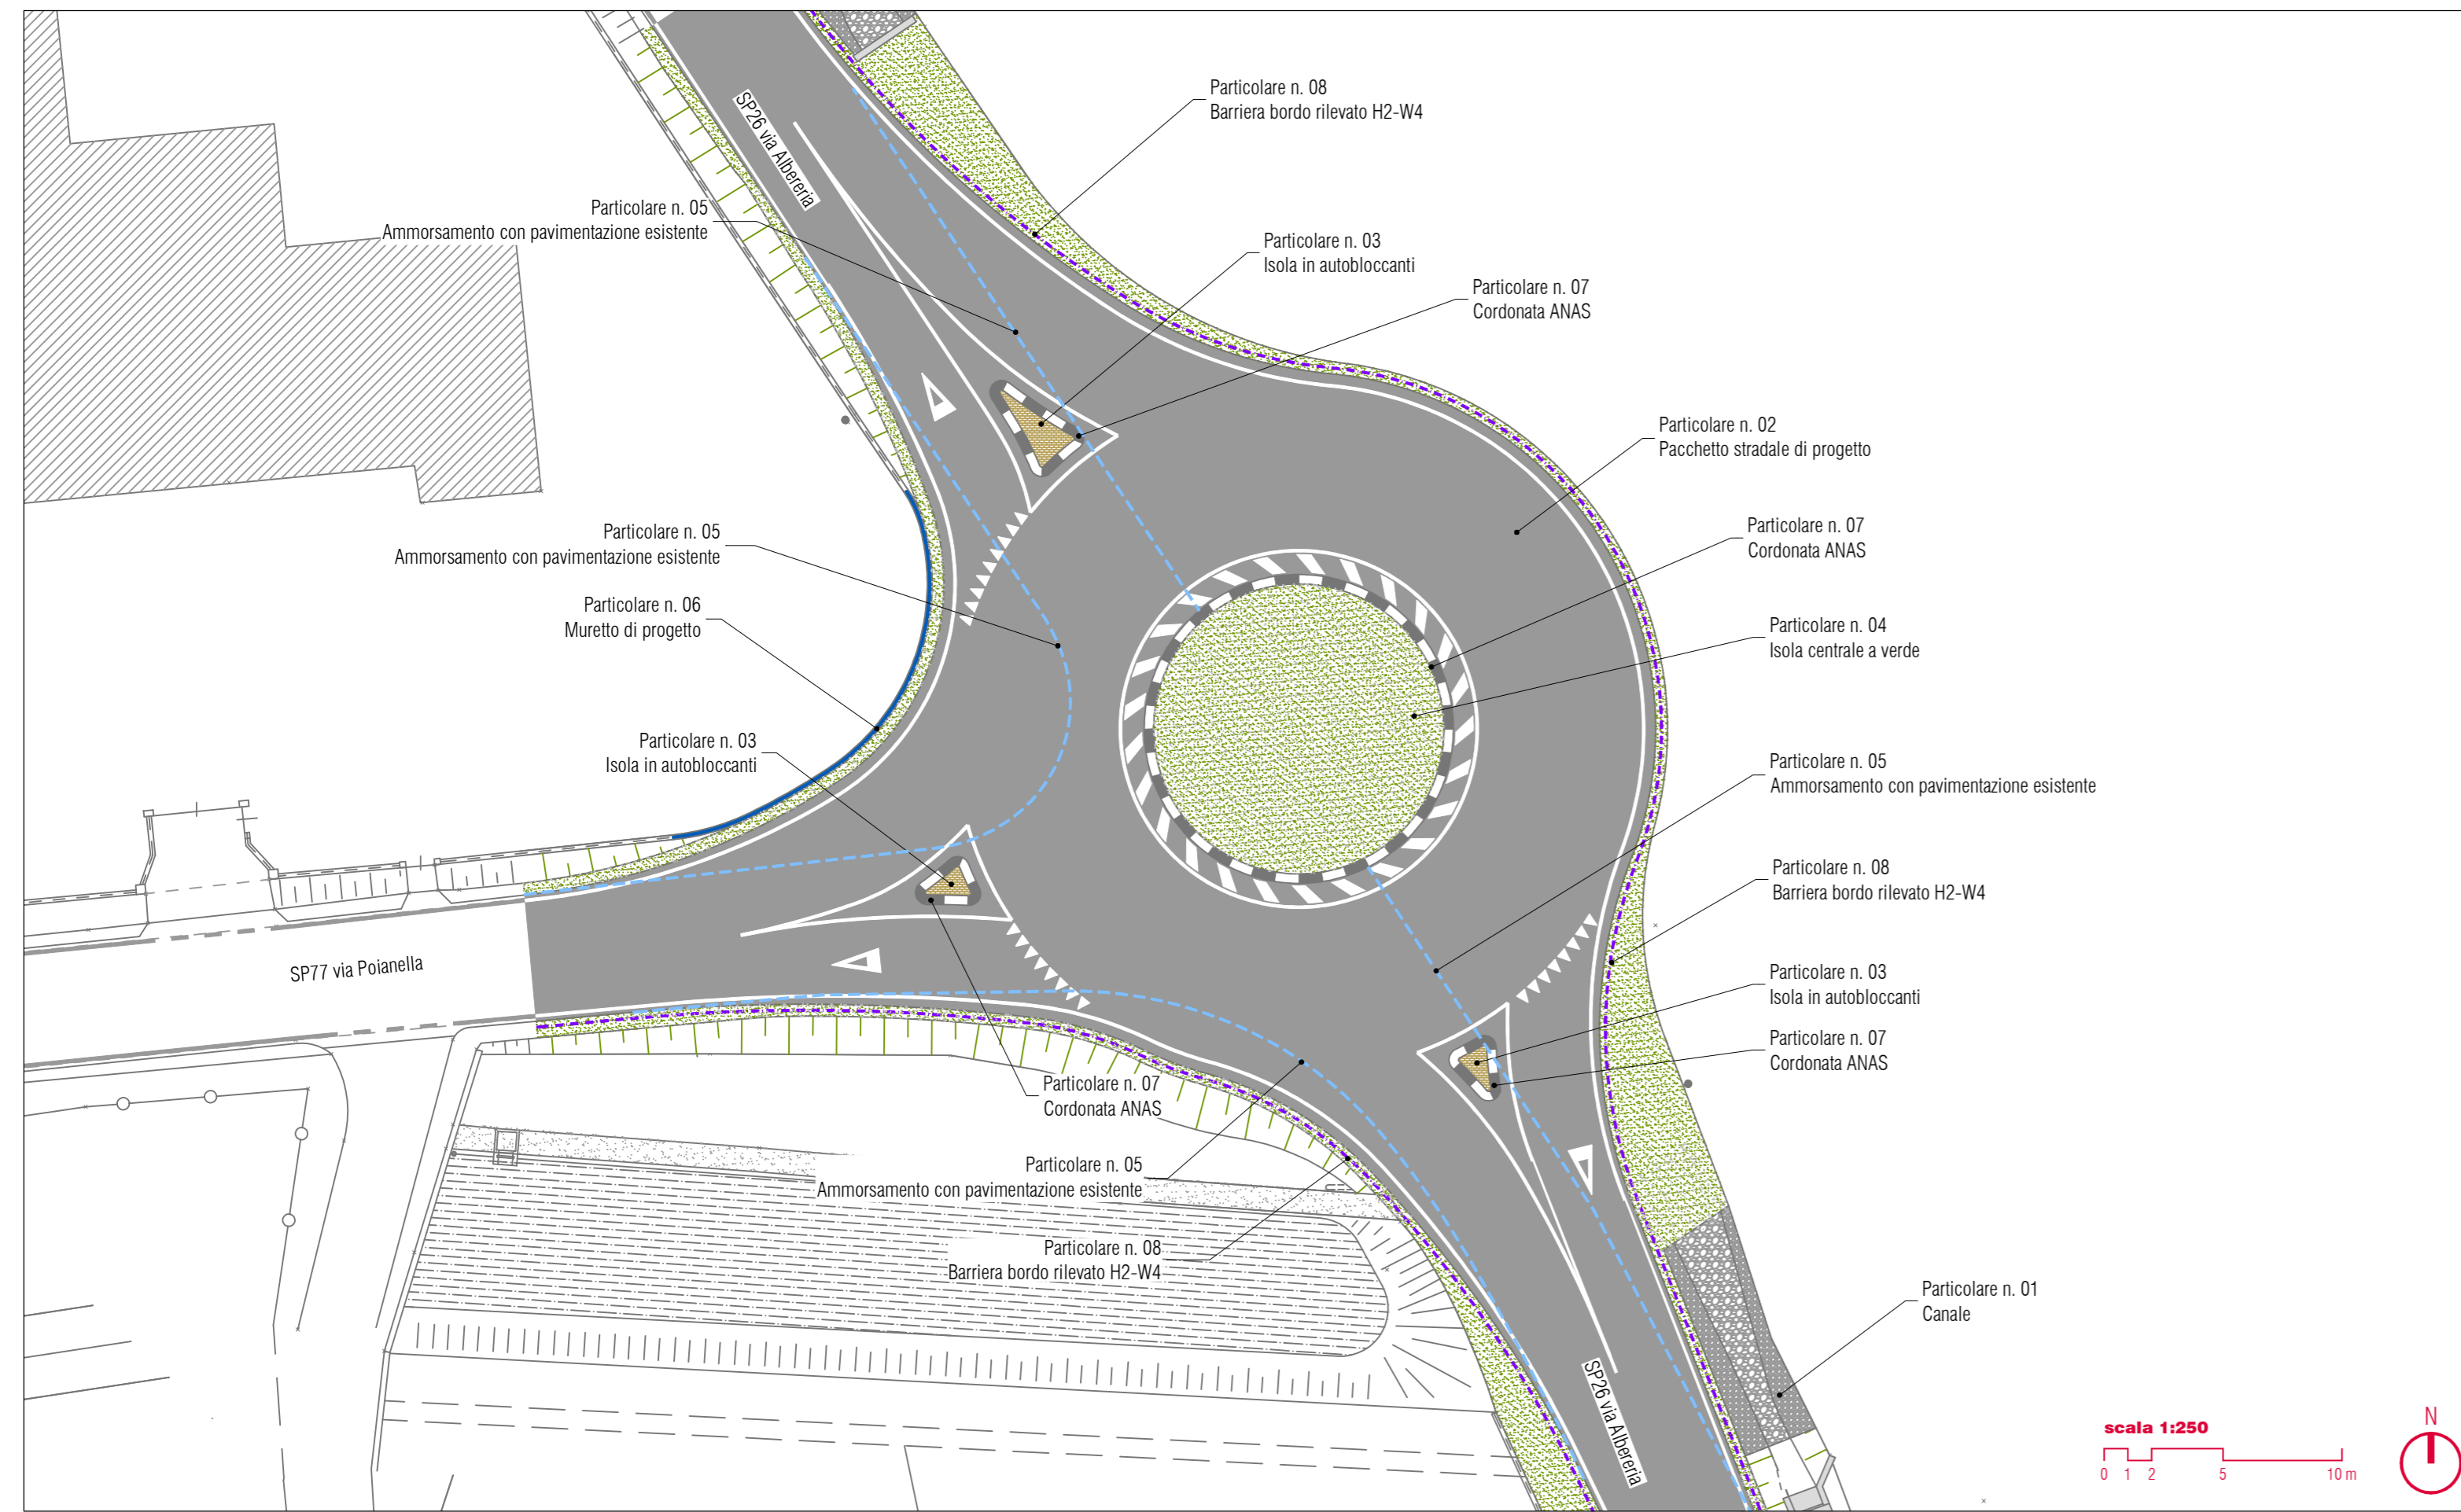 Particolare n. 08
Barriera bordo rilevato H2-W4
SP26 via Albereria
Particolare n. 05
Ammorsamento con pavimentazione esistente
Particolare n. 03
Isola in autobloccanti
Particolare n. 07
Cordonata ANAS
Particolare n. 02
Pacchetto stradale di progetto
Particolare n. 05
Ammorsamento con pavimentazione esistente
Particolare n. 07
Cordonata ANAS
Particolare n. 06
Muretto di progetto
Particolare n. 04
Isola centrale a verde
Particolare n. 03
Isola in autobloccanti
Particolare n. 05
Ammorsamento con pavimentazione esistente
Particolare n. 08
Barriera bordo rilevato H2-W4
SP77 via Poianella
Particolare n. 03
Isola in autobloccanti
Particolare n. 07
Cordonata ANAS
Particolare n. 07
Cordonata ANAS
Particolare n. 05
Ammorsamento con pavimentazione esistente
Particolare n. 08
Barriera bordo rilevato H2-W4
Particolare n. 01
Canale
SP26 via Albereria
scala 1:250
0 1 2 5 10 m
N